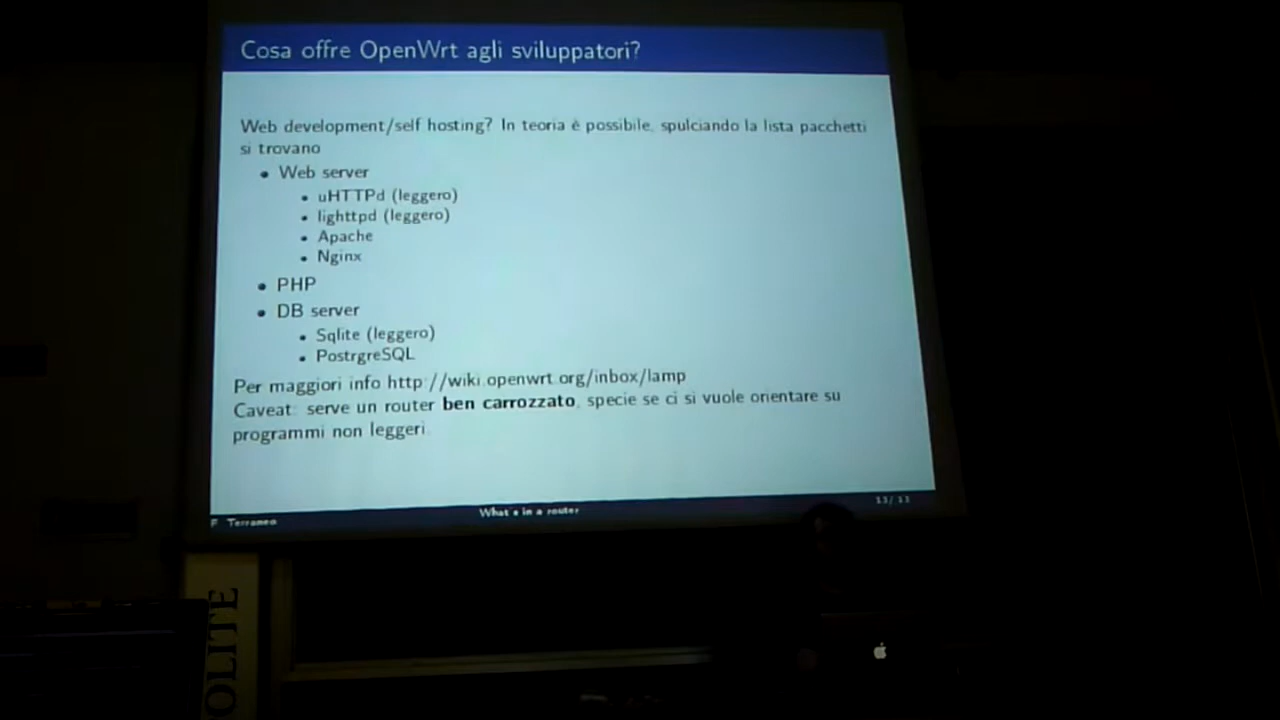 Cosa offre OpenWrt agli sviluppatori?
Web development/self hosting? In teoria è possibile, spulciando la lista pacchetti
si trovano
• Web server
• uHTTPd (leggero)
• lighttpd (leggero)
• Apache
• Nginx
• PHP
• DB server
• Sqlite (leggero)
• PostrgreSQL
Per maggiori info http://wiki.openwrt.org/inbox/lamp
Caveat: serve un router ben carrozzato, specie se ci si vuole orientare su
programmi non leggeri.
F. Terraneo
What's in a router
13/ 13
OLITE